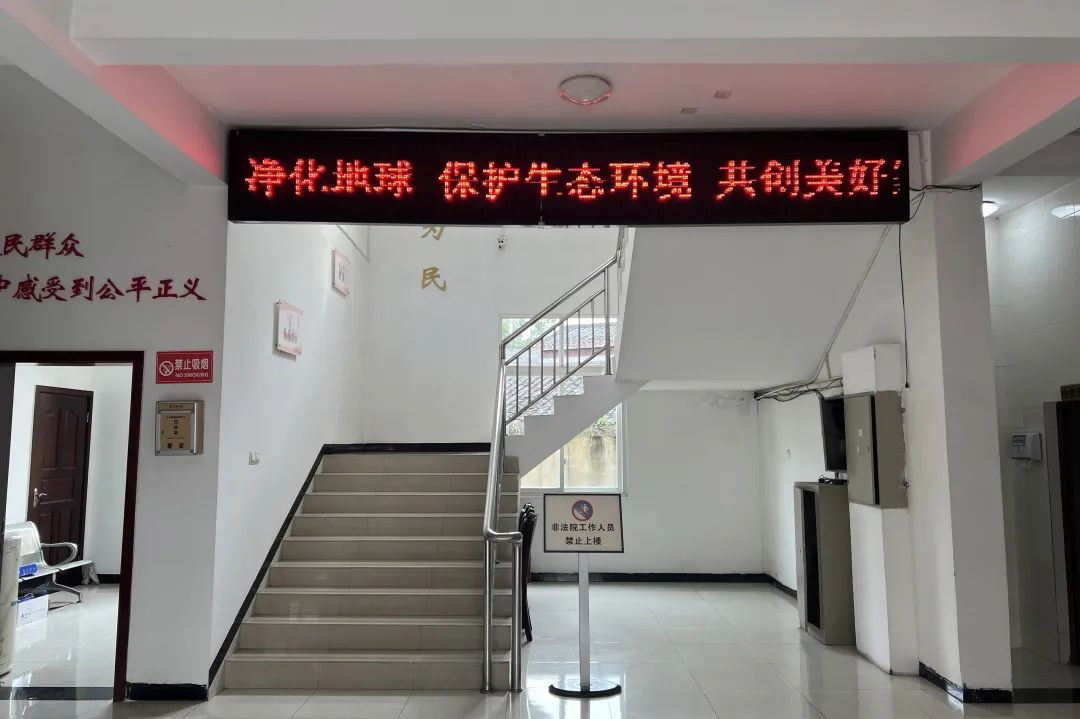 净化地球 保护生态环境 共创美好
为
民
民群众
中感受到公平正义
禁止吸烟
NO SMOKING
非法院工作人员
禁止上楼